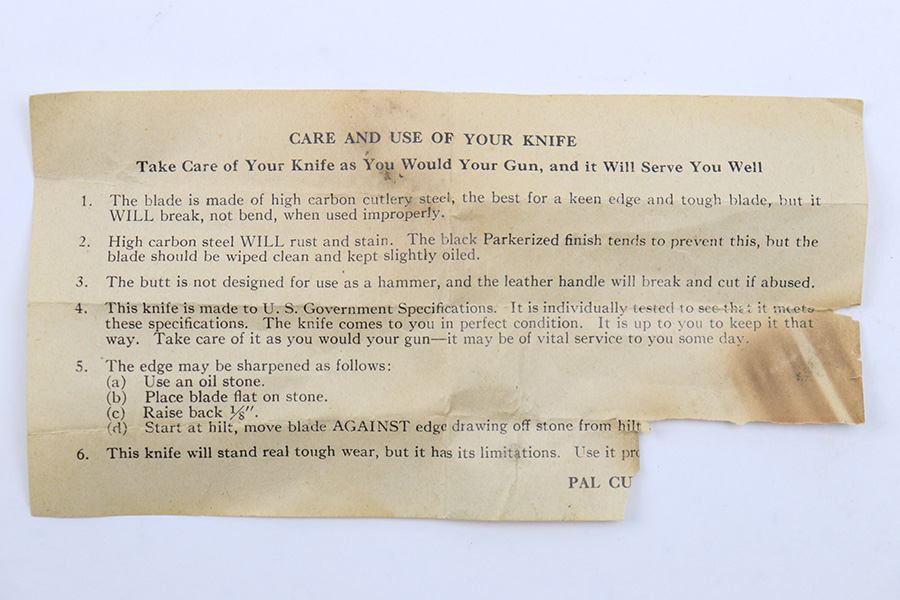 CARE AND USE OF YOUR KNIFE
Take Care of Your Knife as You Would Your Gun, and it Will Serve You Well
1. The blade is made of high carbon cutlery steel, the best for a keen edge and tough blade, but it
WILL break, not bend, when used improperly.
2. High carbon steel WILL rust and stain. The black Parkerized finish tends to prevent this, but the
blade should be wiped clean and kept slightly oiled.
3. The butt is not designed for use as a hammer, and the leather handle will break and cut if abused.
4. This knife is made to U. S. Government Specifications. It is individually tested to see that it meets
these specifications. The knife comes to you in perfect condition. It is up to you to keep it that
way. Take care of it as you would your gun—it may be of vital service to you some day.
5. The edge may be sharpened as follows:
(a) Use an oil stone.
(b) Place blade flat on stone.
(c) Raise back ⅛".
(d) Start at hilt, move blade AGAINST edge drawing off stone from hilt
6. This knife will stand real tough wear, but it has its limitations. Use it
PAL CU